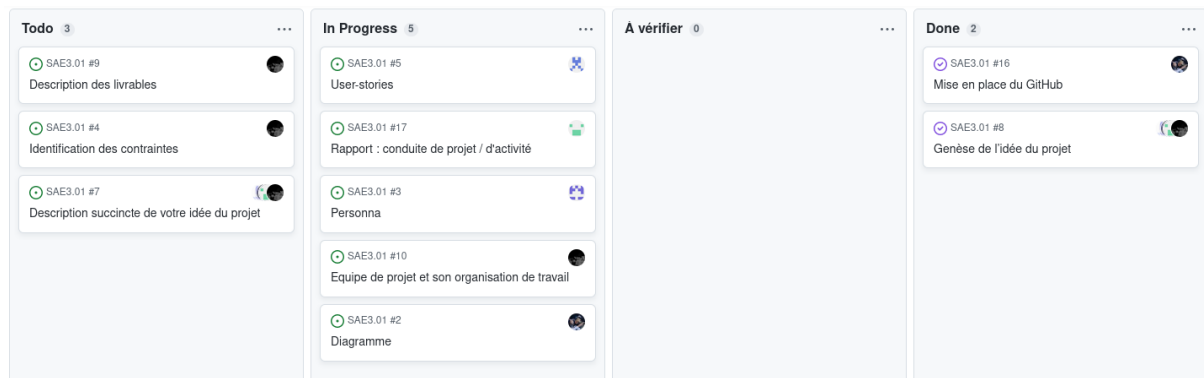 Todo 3
SAE3.01 #9
Description des livrables
SAE3.01 #4
Identification des contraintes
SAE3.01 #7
Description succincte de votre idée du projet
In Progress 5
SAE3.01 #5
User-stories
SAE3.01 #17
Rapport : conduite de projet / d'activité
SAE3.01 #3
Personna
SAE3.01 #10
Equipe de projet et son organisation de travail
SAE3.01 #2
Diagramme
À vérifier 0
Done 2
SAE3.01 #16
Mise en place du GitHub
SAE3.01 #8
Genèse de l'idée du projet